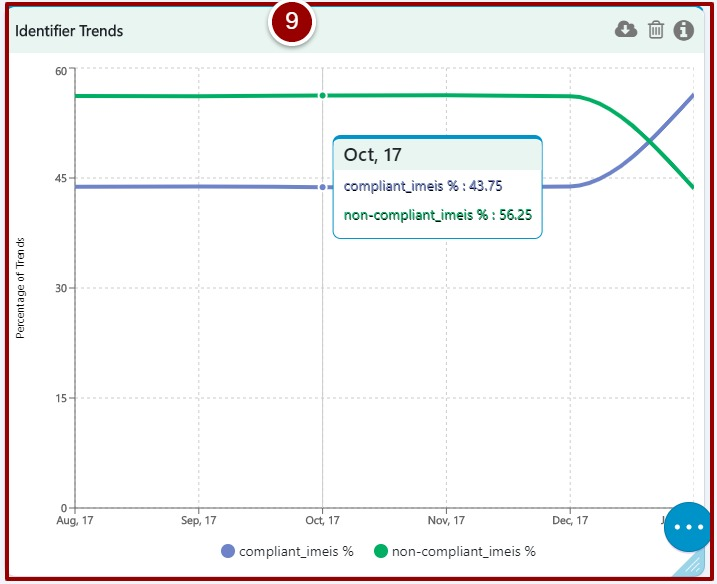 9
Identifier Trends
60
45
30
15
0
Percentage of Trends
Oct, 17
compliant_imeis % : 43.75
non-compliant_imeis % : 56.25
Aug, 17 Sep, 17 Oct, 17 Nov, 17 Dec, 17
compliant_imeis % non-compliant_imeis %